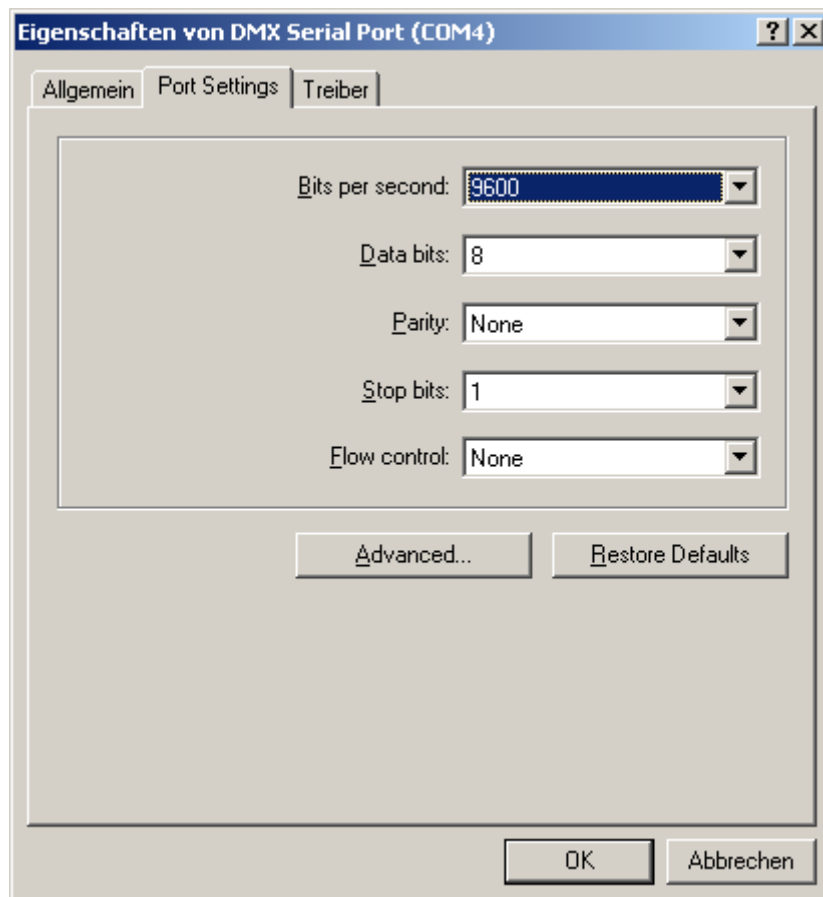 Eigenschaften von DMX Serial Port (COM4)
Allgemein Port Settings Treiber
Bits per second: 9600
Data bits: 8
Parity: None
Stop bits: 1
Flow control: None
Advanced... Restore Defaults
OK Abbrechen